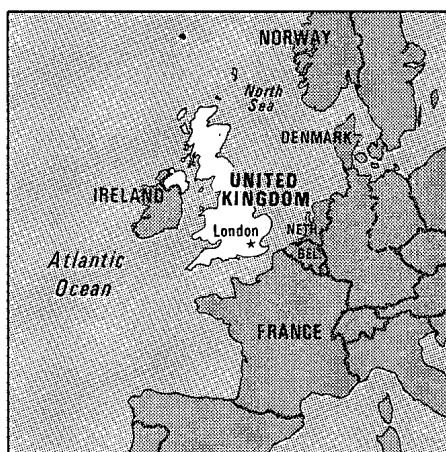 NORWAY
North
Sea
DENMARK
UNITED
KINGDOM
IRELAND
NETH.
London
BEL.
Atlantic
Ocean
FRANCE